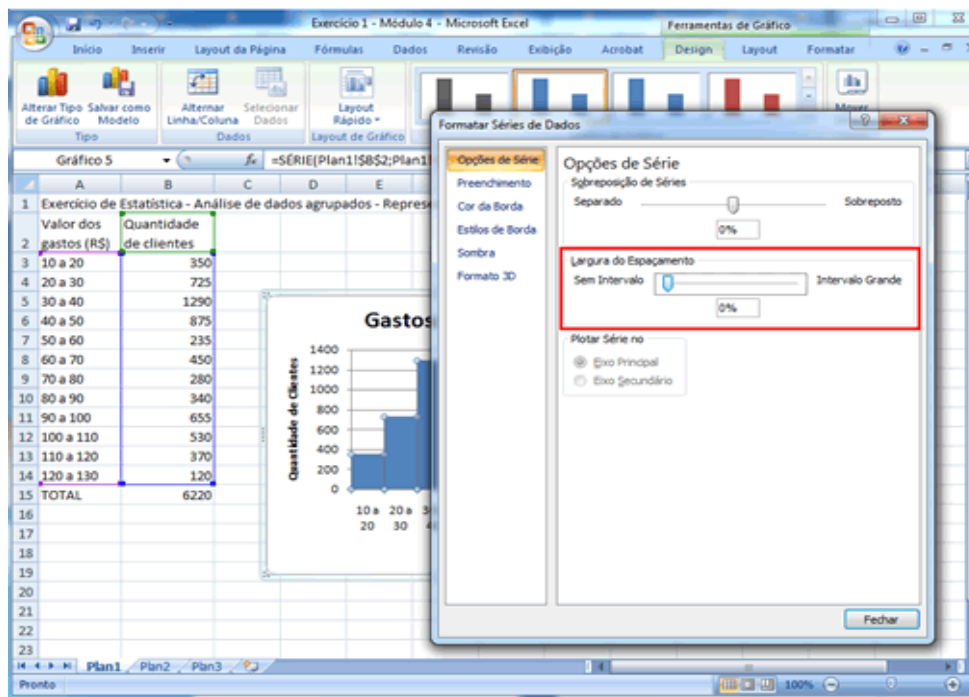 Exercício 1 - Módulo 4 - Microsoft Excel
Ferramentas de Gráfico
Início Inserir Layout da Página Fórmulas Dados Revisão Exibição Acrobat Design Layout Formatar
Alterar Tipo de Gráfico
Salvar como Modelo
Alternar Linha/Coluna
Selecionar Dados
Layout Rápido
Mover
Tipo Dados Layout de Gráfico
Gráfico 5 fx =SÉRIE(Plan1!$B$2;Plan1
A B C D E
1 Exercício de Estatística - Análise de dados agrupados - Represe
Valor dos Quantidade
2 gastos (R$) de clientes
3 10 a 20 350
4 20 a 30 725
5 30 a 40 1290
6 40 a 50 875
7 50 a 60 235
8 60 a 70 450
9 70 a 80 280
10 80 a 90 340
11 90 a 100 655
12 100 a 110 530
13 110 a 120 370
14 120 a 130 120
15 TOTAL 6220
16
17
18
19
20
21
22
23
Gastos
Quantidade de Clientes
1400
1200
1000
800
600
400
200
0
10 a 20 a 3
20 30 4
Formatar Séries de Dados
Opções de Série
Preenchimento
Cor da Borda
Estilos de Borda
Sombra
Formato 3D
Opções de Série
Sobreposição de Séries
Separado Sobreposto
0%
Largura do Espaçamento
Sem Intervalo Intervalo Grande
0%
Plotar Série no
Eixo Principal
Eixo Secundário
Fechar
Plan1 Plan2 Plan3
Pronto 100%